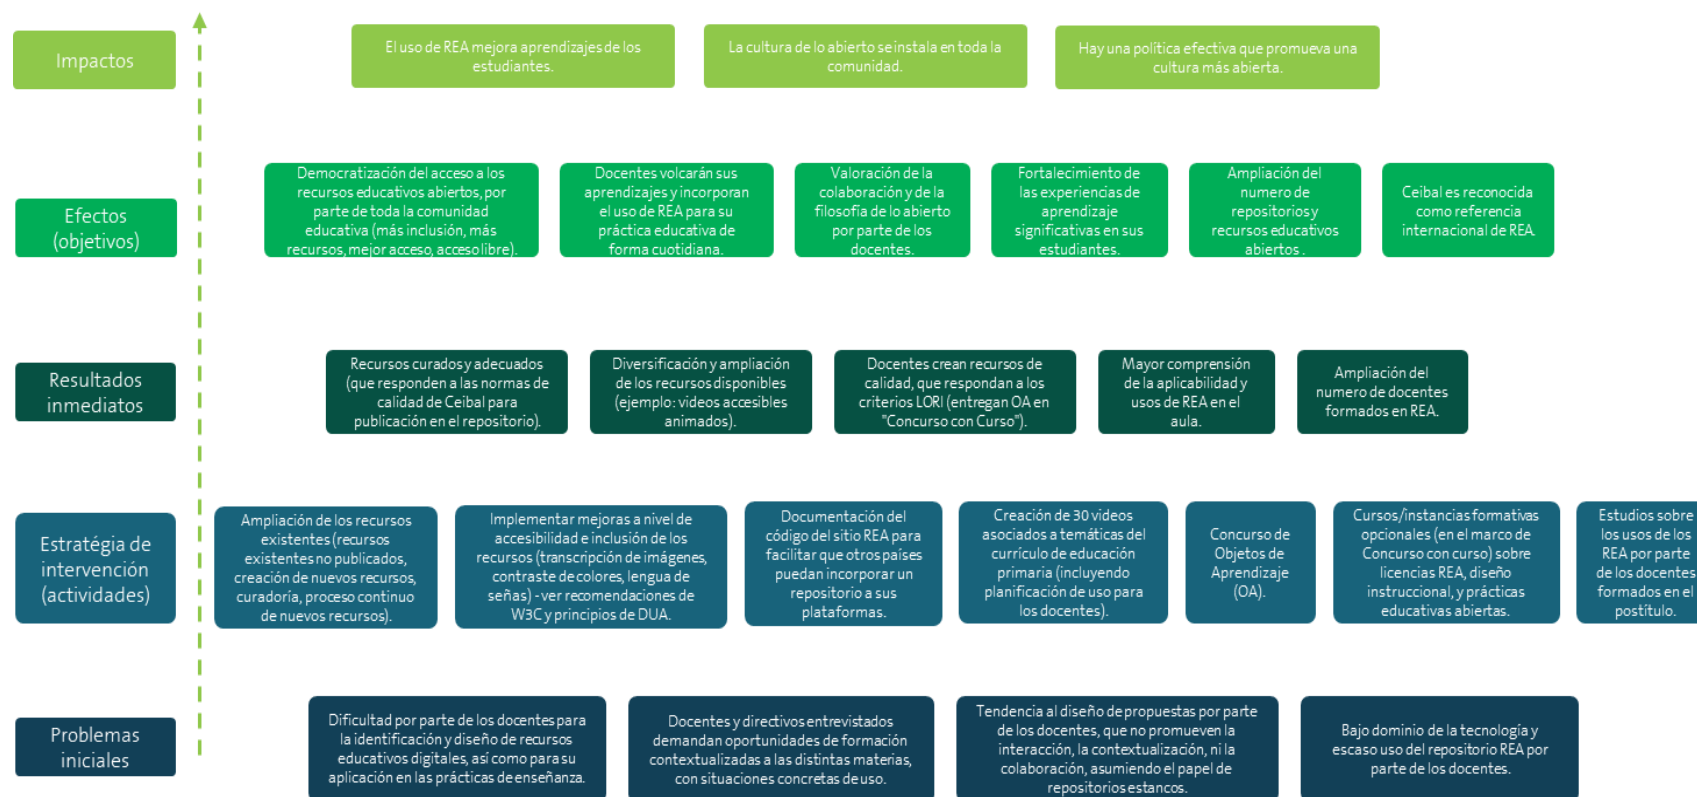 Impactos
El uso de REA mejora aprendizajes de los
estudiantes.
La cultura de lo abierto se instala en toda la
comunidad.
Hay una política efectiva que promueva una
cultura más abierta.
Efectos
(objetivos)
Democratización del acceso a los
recursos educativos abiertos, por
parte de toda la comunidad
educativa (más inclusión, más
recursos, mejor acceso, acceso libre).
Docentes volcarán sus
aprendizajes y incorporan
el uso de REA para su
práctica educativa de
forma cuotidiana.
Valoración de la
colaboración y de la
filosofía de lo abierto
por parte de los
docentes.
Fortalecimiento de
las experiencias de
aprendizaje
significativas en sus
estudiantes.
Ampliación del
numero de
repositorios y
recursos educativos
abiertos .
Ceibal es reconocida
como referencia
internacional de REA.
Resultados
inmediatos
Recursos curados y adecuados
(que responden a las normas de
calidad de Ceibal para
publicación en el repositorio).
Diversificación y ampliación
de los recursos disponibles
(ejemplo: videos accesibles
animados).
Docentes crean recursos de
calidad, que respondan a los
criterios LORI (entregan OA en
"Concurso con Curso").
Mayor comprensión
de la aplicabilidad y
usos de REA en el
aula.
Ampliación del
numero de docentes
formados en REA.
Estratégia de
intervención
(actividades)
Ampliación de los recursos
existentes (recursos
existentes no publicados,
creación de nuevos recursos,
curadoría, proceso continuo
de nuevos recursos).
Implementar mejoras a nivel de
accesibilidad e inclusión de los
recursos (transcripción de imágenes,
contraste de colores, lengua de
señas) - ver recomendaciones de
W3C y principios de DUA.
Documentación del
código del sitio REA para
facilitar que otros países
puedan incorporar un
repositorio a sus
plataformas.
Creación de 30 videos
asociados a temáticas del
currículo de educación
primaria (incluyendo
planificación de uso para
los docentes).
Concurso de
Objetos de
Aprendizaje
(OA).
Cursos/instancias formativas
opcionales (en el marco de
Concurso con curso) sobre
licencias REA, diseño
instruccional, y prácticas
educativas abiertas.
Estudios sobre
los usos de los
REA por parte
de los docentes
formados en el
postítulo.
Problemas
iniciales
Dificultad por parte de los docentes para
la identificación y diseño de recursos
educativos digitales, así como para su
aplicación en las prácticas de enseñanza.
Docentes y directivos entrevistados
demandan oportunidades de formación
contextualizadas a las distintas materias,
con situaciones concretas de uso.
Tendencia al diseño de propuestas por parte
de los docentes, que no promueven la
interacción, la contextualización, ni la
colaboración, asumiendo el papel de
repositorios estancos.
Bajo dominio de la tecnología y
escaso uso del repositorio REA por
parte de los docentes.